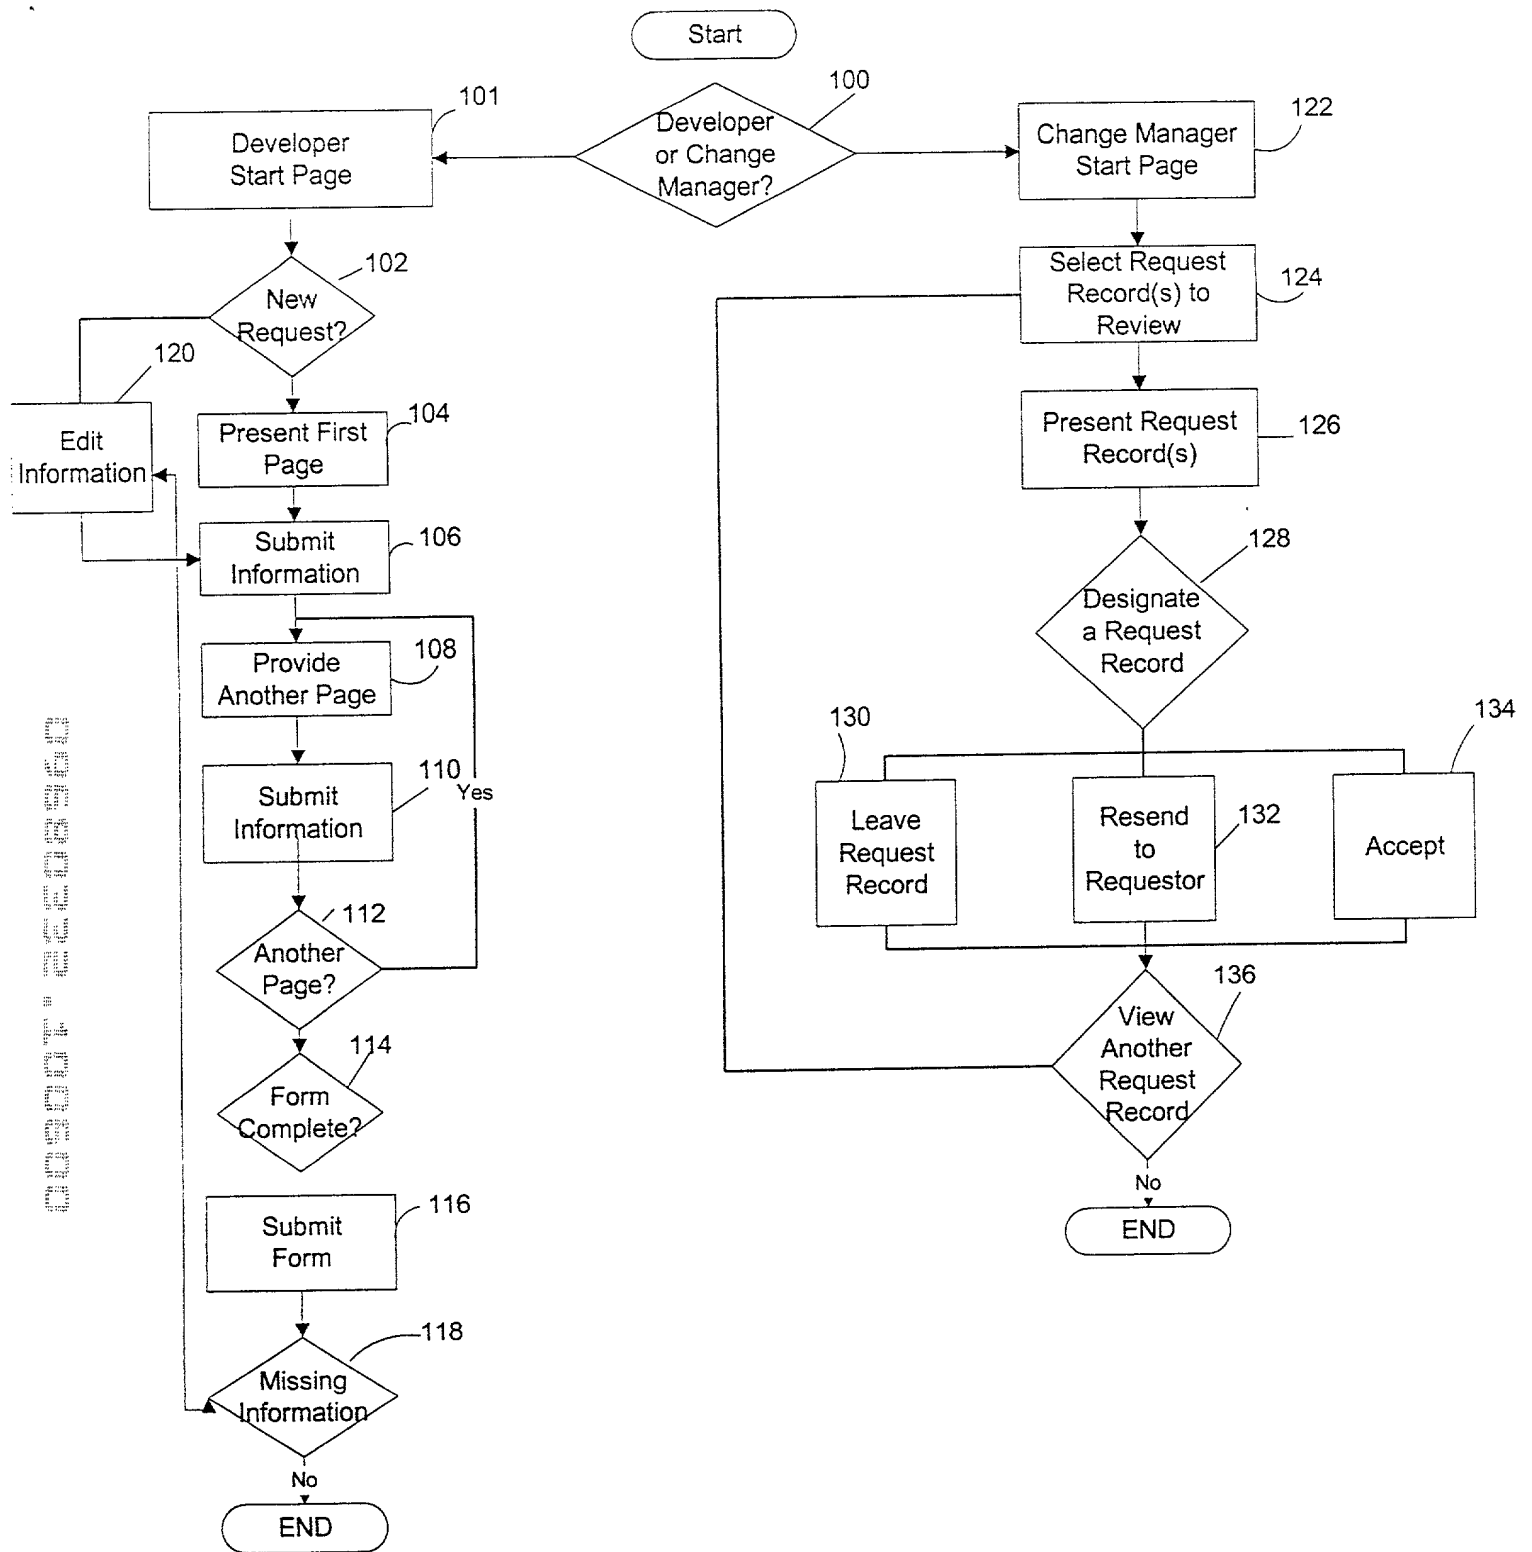 Start
100
Developer
or Change
Manager?
101
Developer
Start Page
102
New
Request?
120
Edit
Information
104
Present First
Page
106
Submit
Information
108
Provide
Another Page
110
Submit
Information
Yes
112
Another
Page?
114
Form
Complete?
116
Submit
Form
118
Missing
Information
No
END
122
Change Manager
Start Page
124
Select Request
Record(s) to
Review
126
Present Request
Record(s)
128
Designate
a Request
Record
130
Leave
Request
Record
132
Resend
to
Requestor
134
Accept
136
View
Another
Request
Record
No
END